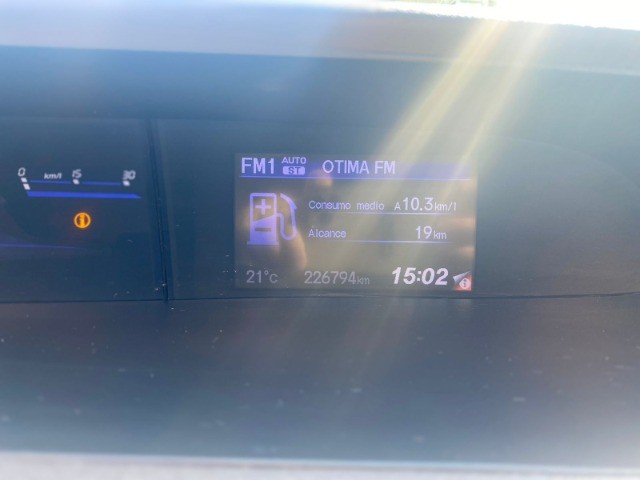 0 km/l 15 30
FM1 AUTO ST OTIMA FM
Consumo medio A 10.3 km/l
Alcance 19 km
21°C 226794 km 15:02